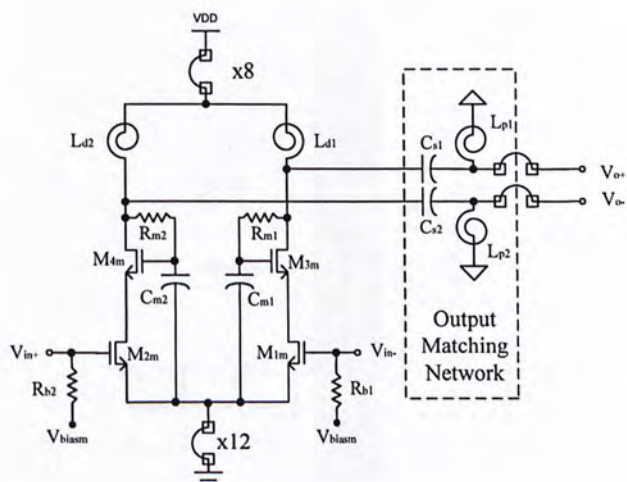 VDD
x8
Ld2
Ld1
Cs1
Lp1
Vo+
Vo-
Rm2
Rm1
Cs2
Lp2
M4m
M3m
Cm2
Cm1
Output
Matching
Network
Vin+
M2m
M1m
Vin-
Rb2
Rb1
Vbiasm
x12
Vbiasm